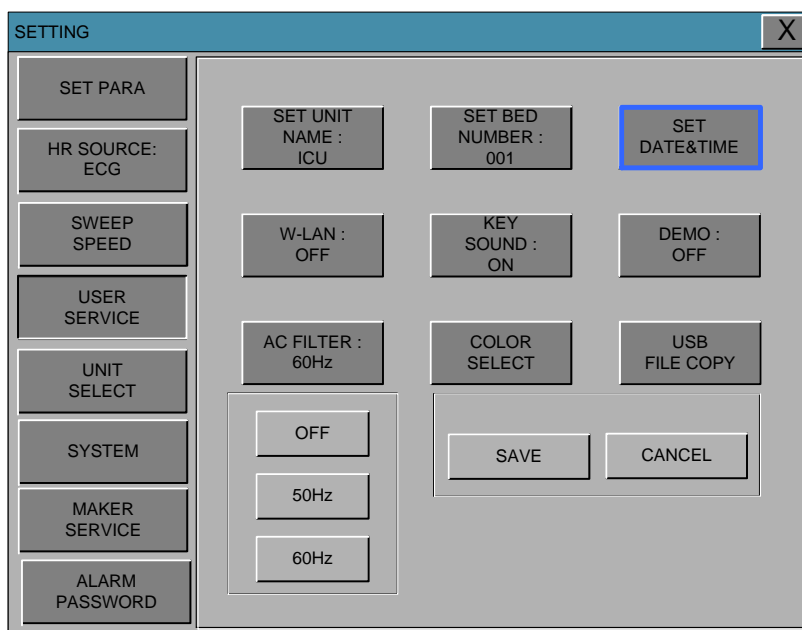 SETTING
X
SET PARA
HR SOURCE:
ECG
SWEEP
SPEED
USER
SERVICE
UNIT
SELECT
SYSTEM
MAKER
SERVICE
ALARM
PASSWORD
SET UNIT
NAME :
ICU
SET BED
NUMBER :
001
SET
DATE&TIME
W-LAN :
OFF
KEY
SOUND :
ON
DEMO :
OFF
AC FILTER :
60Hz
COLOR
SELECT
USB
FILE COPY
OFF
50Hz
60Hz
SAVE
CANCEL